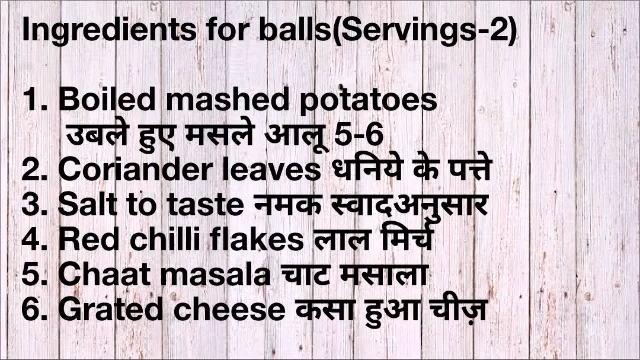 Ingredients for balls(Servings-2)
1. Boiled mashed potatoes
उबले हुए मसले आलू 5-6
2. Coriander leaves धनिये के पत्ते
3. Salt to taste नमक स्वादअनुसार
4. Red chilli flakes लाल मिर्च
5. Chaat masala चाट मसाला
6. Grated cheese कसा हुआ चीज़